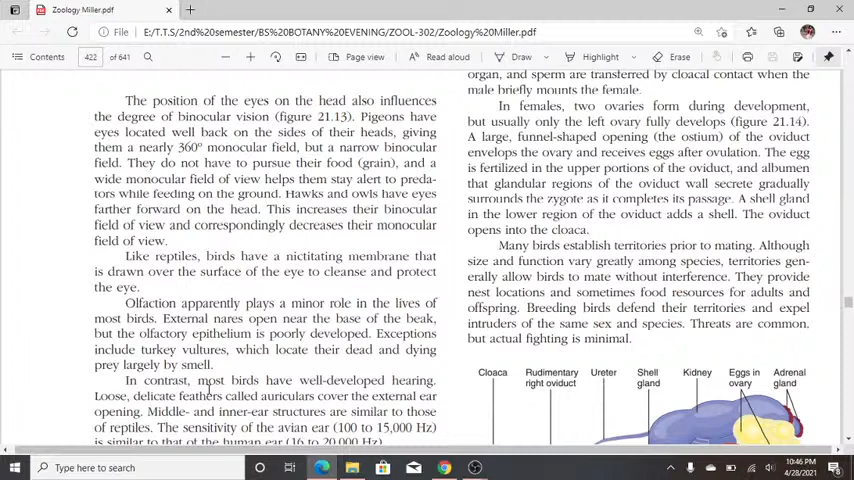 Zoology Miller.pdf
File
E:/T.T.S/2nd%20semester/BS%20BOTANY%20EVENING/ZOOL-302/Zoology%20Miller.pdf
Contents
422
of 641
Page view
Read aloud
Draw
Highlight
Erase
The position of the eyes on the head also influences
the degree of binocular vision (figure 21.13). Pigeons have
eyes located well back on the sides of their heads, giving
them a nearly 360° monocular field, but a narrow binocular
field. They do not have to pursue their food (grain), and a
wide monocular field of view helps them stay alert to preda-
tors while feeding on the ground. Hawks and owls have eyes
farther forward on the head. This increases their binocular
field of view and correspondingly decreases their monocular
field of view.
Like reptiles, birds have a nictitating membrane that
is drawn over the surface of the eye to cleanse and protect
the eye.
Olfaction apparently plays a minor role in the lives of
most birds. External nares open near the base of the beak,
but the olfactory epithelium is poorly developed. Exceptions
include turkey vultures, which locate their dead and dying
prey largely by smell.
In contrast, most birds have well-developed hearing.
Loose, delicate feathers called auriculars cover the external ear
opening. Middle- and inner-ear structures are similar to those
of reptiles. The sensitivity of the avian ear (100 to 15,000 Hz)
is similar to that of the human ear (16 to 20,000 Hz).
organ, and sperm are transferred by cloacal contact when the
male briefly mounts the female.
In females, two ovaries form during development,
but usually only the left ovary fully develops (figure 21.14).
A large, funnel-shaped opening (the ostium) of the oviduct
envelops the ovary and receives eggs after ovulation. The egg
is fertilized in the upper portions of the oviduct, and albumen
that glandular regions of the oviduct wall secrete gradually
surrounds the zygote as it completes its passage. A shell gland
in the lower region of the oviduct adds a shell. The oviduct
opens into the cloaca.
Many birds establish territories prior to mating. Although
size and function vary greatly among species, territories gen-
erally allow birds to mate without interference. They provide
nest locations and sometimes food resources for adults and
offspring. Breeding birds defend their territories and expel
intruders of the same sex and species. Threats are common,
but actual fighting is minimal.
Cloaca
Rudimentary
right oviduct
Ureter
Shell
gland
Kidney
Eggs in
ovary
Adrenal
gland
Type here to search
10:46 PM
4/28/2021